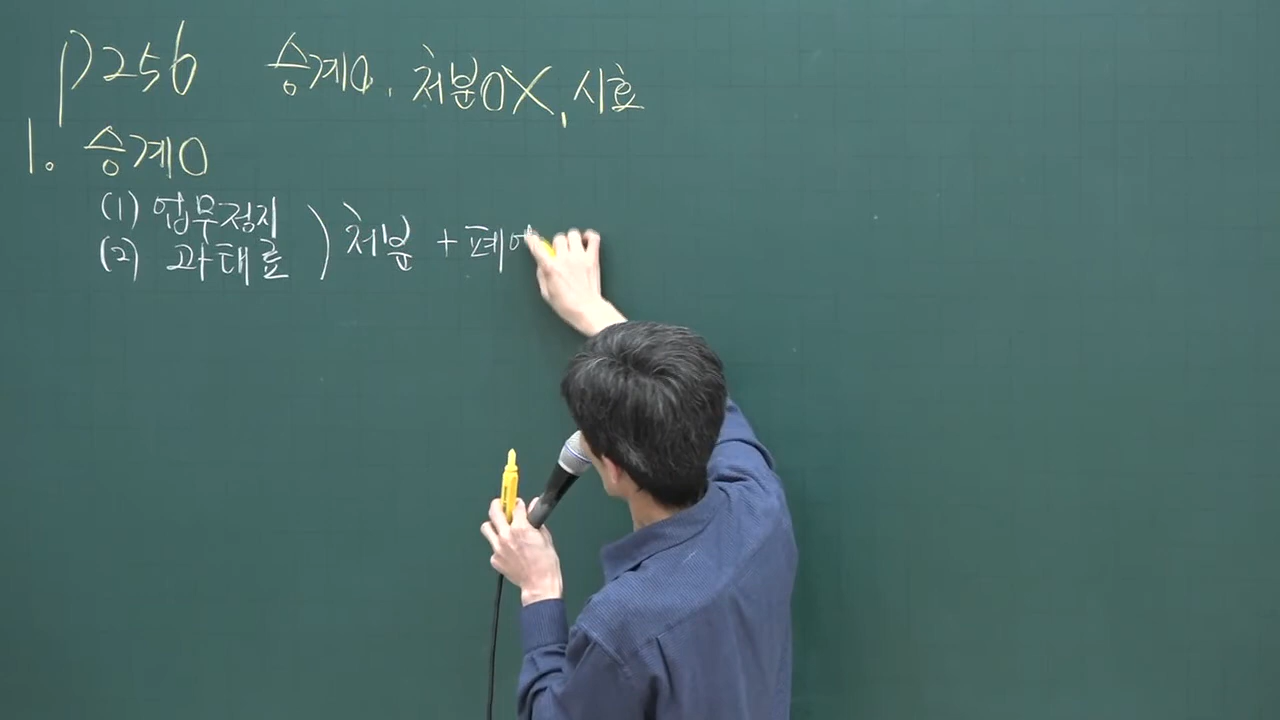 p256 승계O, 처분OX, 시효
1. 승계O
(1) 업무정지
(2) 과태료 ) 처분 + 폐